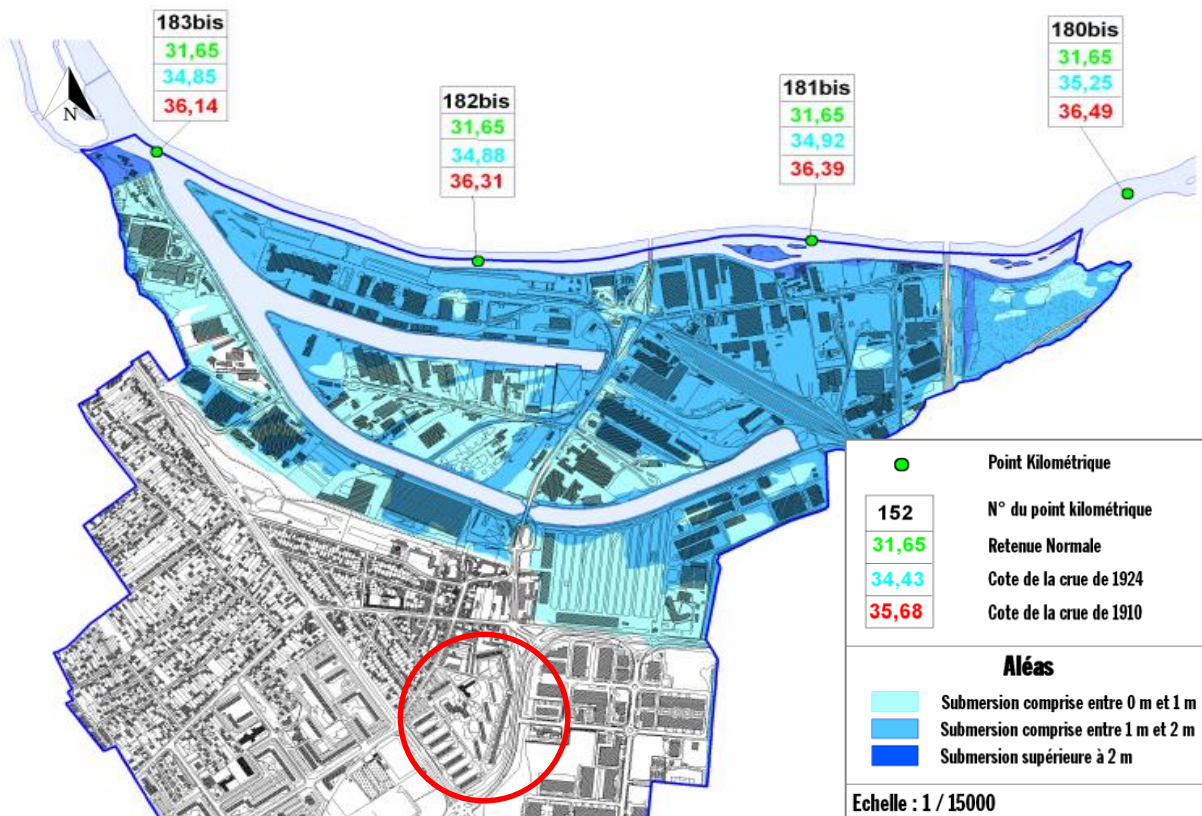 183bis
31,65
34,85
36,14
182bis
31,65
34,88
36,31
181bis
31,65
34,92
36,39
180bis
31,65
35,25
36,49
N
Point Kilométrique
152
N° du point kilométrique
31,65
Retenue Normale
34,43
Cote de la crue de 1924
35,68
Cote de la crue de 1910
Aléas
Submersion comprise entre 0 m et 1 m
Submersion comprise entre 1 m et 2 m
Submersion supérieure à 2 m
Echelle : 1 / 15000